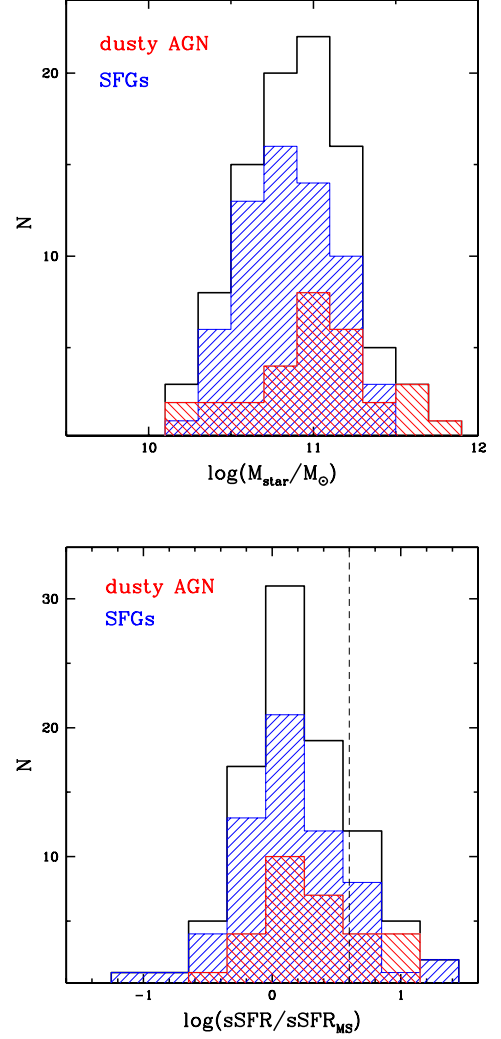 dusty AGN
SFGs
20
10
N
10 11 12
log(M_star/M_⊙)
dusty AGN
SFGs
30
20
10
N
−1 0 1
log(sSFR/sSFR_MS)